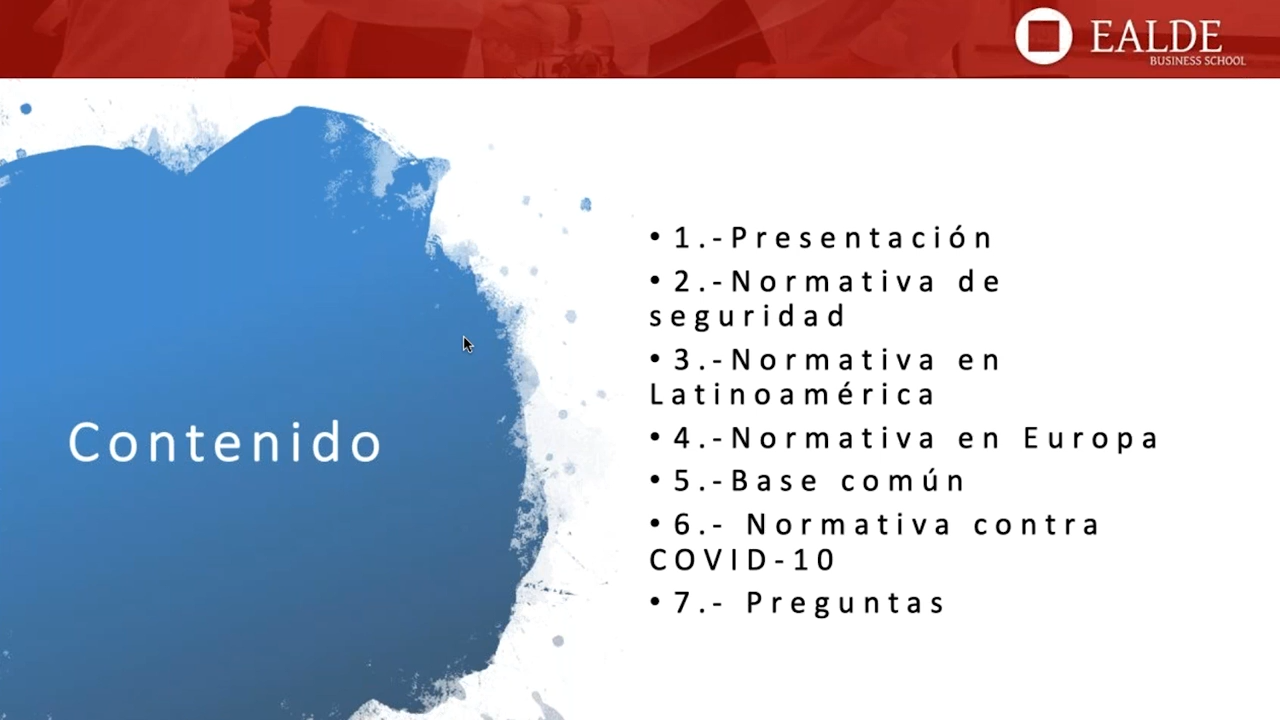 EALDE
BUSINESS SCHOOL
Contenido
• 1.-Presentación
• 2.-Normativa de
seguridad
• 3.-Normativa en
Latinoamérica
• 4.-Normativa en Europa
• 5.-Base común
• 6.- Normativa contra
COVID-10
• 7.- Preguntas